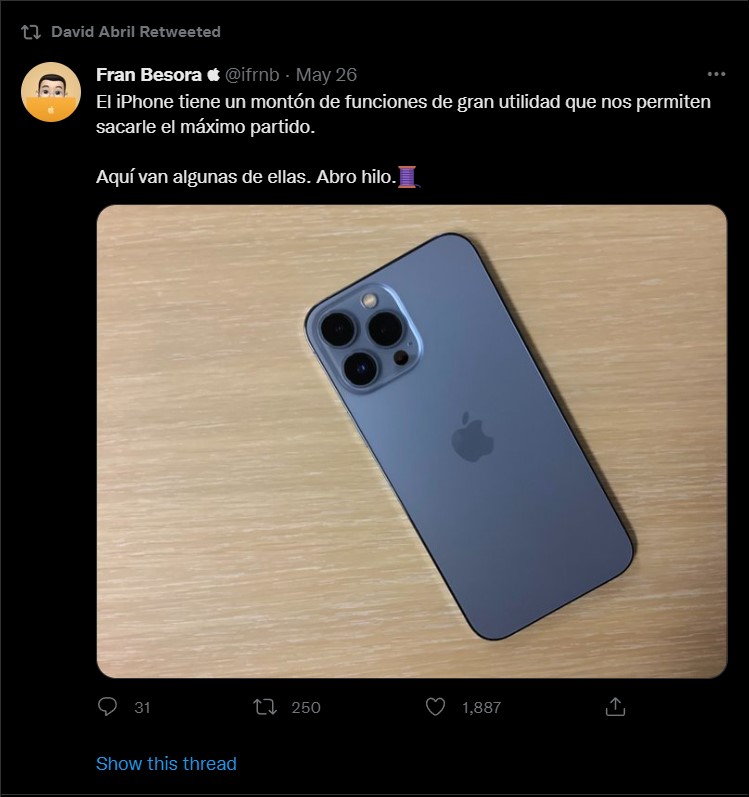 David Abril Retweeted
Fran Besora @ifrnb · May 26
El iPhone tiene un montón de funciones de gran utilidad que nos permiten
sacarle el máximo partido.
Aquí van algunas de ellas. Abro hilo.🧵
31 250 1,887
Show this thread